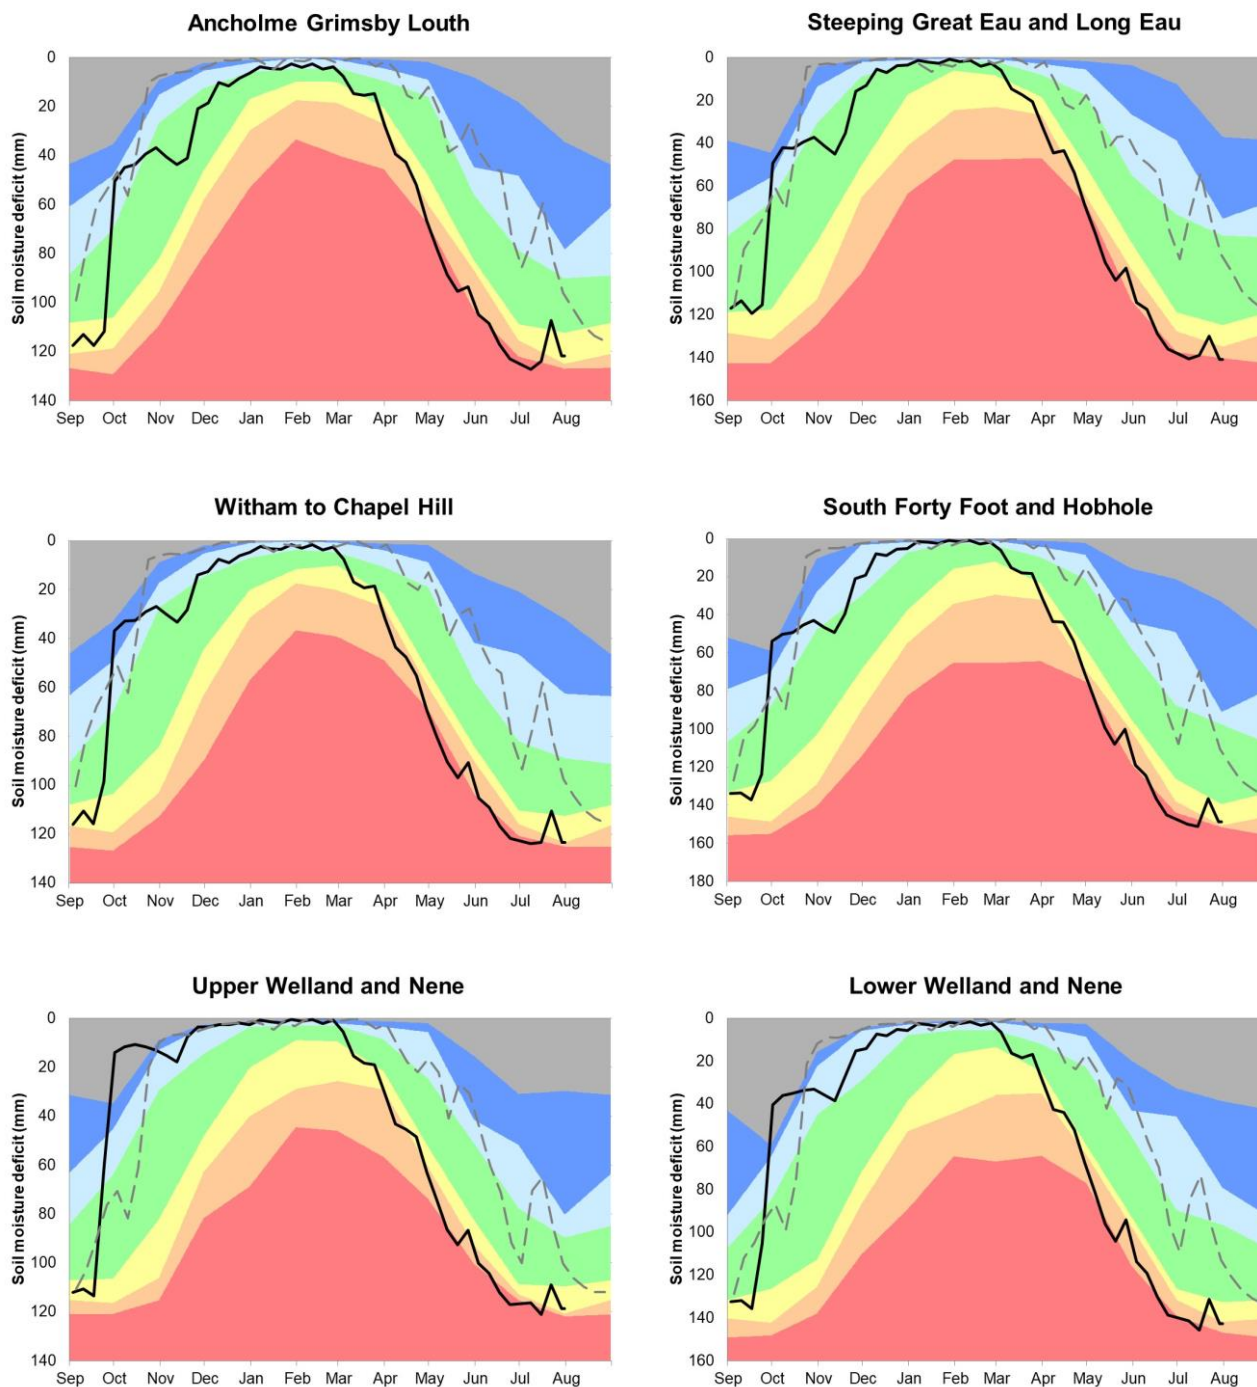 Ancholme Grimsby Louth
Soil moisture deficit (mm)
0
20
40
60
80
100
120
140
Sep Oct Nov Dec Jan Feb Mar Apr May Jun Jul Aug
Steeping Great Eau and Long Eau
Soil moisture deficit (mm)
0
20
40
60
80
100
120
140
160
Sep Oct Nov Dec Jan Feb Mar Apr May Jun Jul Aug
Witham to Chapel Hill
Soil moisture deficit (mm)
0
20
40
60
80
100
120
140
Sep Oct Nov Dec Jan Feb Mar Apr May Jun Jul Aug
South Forty Foot and Hobhole
Soil moisture deficit (mm)
0
20
40
60
80
100
120
140
160
180
Sep Oct Nov Dec Jan Feb Mar Apr May Jun Jul Aug
Upper Welland and Nene
Soil moisture deficit (mm)
0
20
40
60
80
100
120
140
Sep Oct Nov Dec Jan Feb Mar Apr May Jun Jul Aug
Lower Welland and Nene
Soil moisture deficit (mm)
0
20
40
60
80
100
120
140
160
Sep Oct Nov Dec Jan Feb Mar Apr May Jun Jul Aug